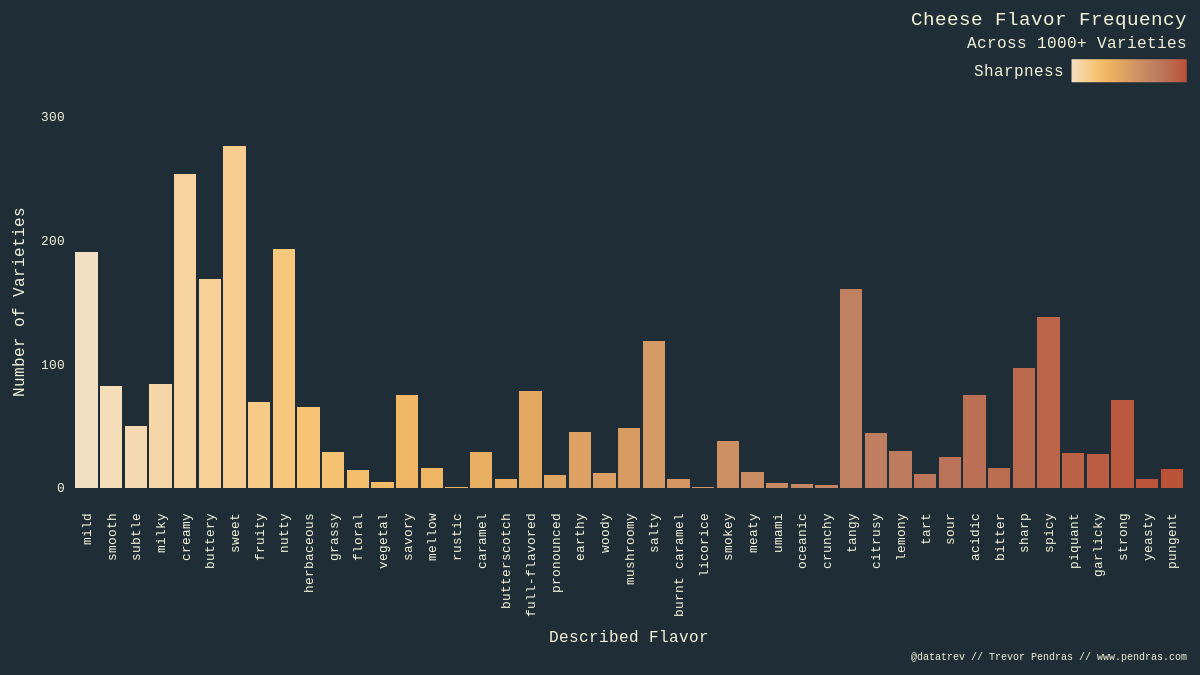 Cheese Flavor Frequency
Across 1000+ Varieties
Sharpness
300
200
100
0
Number of Varieties
mild
smooth
subtle
milky
creamy
buttery
sweet
fruity
nutty
herbaceous
grassy
floral
vegetal
savory
mellow
rustic
caramel
butterscotch
full-flavored
pronounced
earthy
woody
mushroomy
salty
burnt caramel
licorice
smokey
meaty
umami
oceanic
crunchy
tangy
citrusy
lemony
tart
sour
acidic
bitter
sharp
spicy
piquant
garlicky
strong
yeasty
pungent
Described Flavor
@datatrev // Trevor Pendras // www.pendras.com